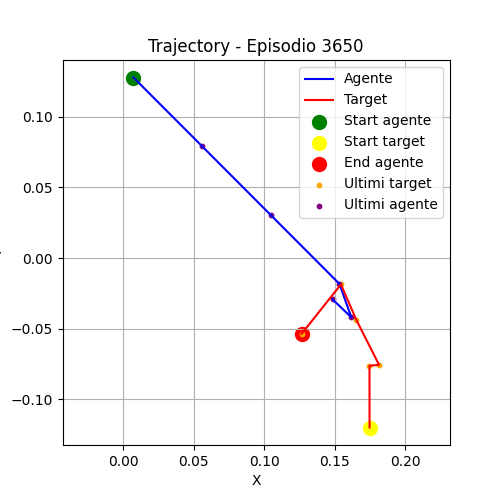 Trajectory - Episodio 3650
Agente
Target
Start agente
Start target
End agente
Ultimi target
Ultimi agente
0.10
0.05
0.00
−0.05
−0.10
0.00
0.05
0.10
0.15
0.20
X